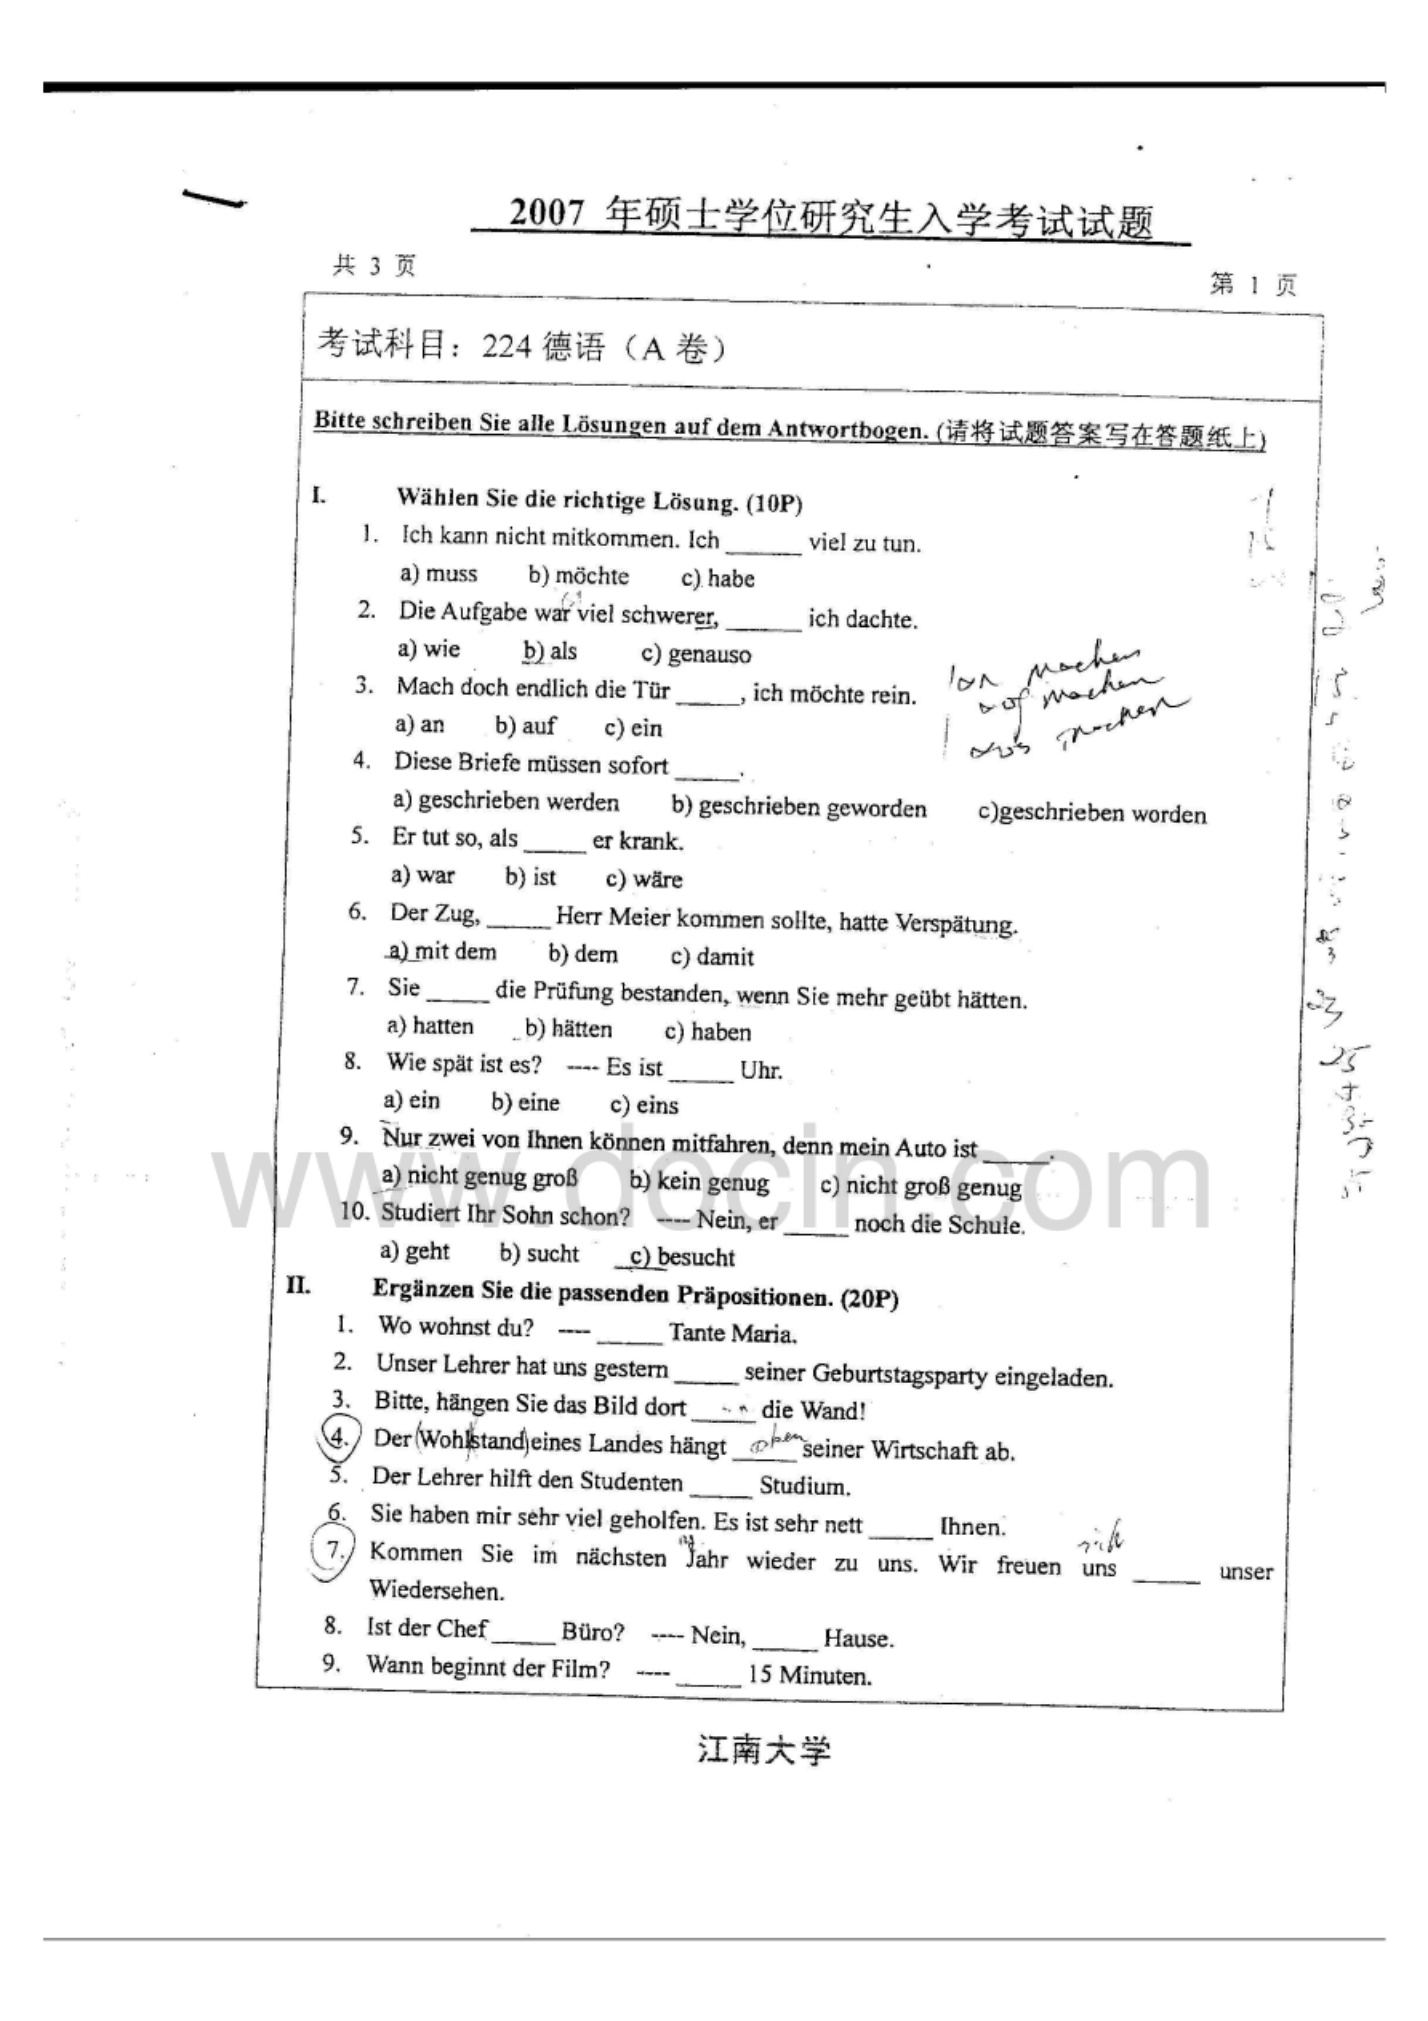 2007 年硕士学位研究生入学考试试题
共 3 页
第 1 页
考试科目：224 德语（A 卷）
Bitte schreiben Sie alle Lösungen auf dem Antwortbogen. (请将试题答案写在答题纸上)
I. Wählen Sie die richtige Lösung. (10P)
1. Ich kann nicht mitkommen. Ich ______ viel zu tun.
a) muss b) möchte c) habe
2. Die Aufgabe war viel schwerer, ______ ich dachte.
a) wie b) als c) genauso
3. Mach doch endlich die Tür _____, ich möchte rein.
machen
a) an b) auf c) ein
auf machen
aus machen
4. Diese Briefe müssen sofort _____.
a) geschrieben werden b) geschrieben geworden c)geschrieben worden
5. Er tut so, als _____ er krank.
a) war b) ist c) wäre
6. Der Zug, _____ Herr Meier kommen sollte, hatte Verspätung.
a) mit dem b) dem c) damit
7. Sie _____ die Prüfung bestanden, wenn Sie mehr geübt hätten.
a) hatten b) hätten c) haben
8. Wie spät ist es? ---- Es ist _____ Uhr.
a) ein b) eine c) eins
9. Nur zwei von Ihnen können mitfahren, denn mein Auto ist _____.
a) nicht genug groß b) kein genug c) nicht groß genug
10. Studiert Ihr Sohn schon? ---- Nein, er _____ noch die Schule.
a) geht b) sucht c) besucht
II. Ergänzen Sie die passenden Präpositionen. (20P)
1. Wo wohnst du? ---- _____ Tante Maria.
2. Unser Lehrer hat uns gestern _____ seiner Geburtstagsparty eingeladen.
3. Bitte, hängen Sie das Bild dort _____ die Wand!
4. Der (Wohlstand) eines Landes hängt _____ seiner Wirtschaft ab.
5. Der Lehrer hilft den Studenten _____ Studium.
6. Sie haben mir sehr viel geholfen. Es ist sehr nett _____ Ihnen.
7. Kommen Sie im nächsten Jahr wieder zu uns. Wir freuen uns _____ unser
Wiedersehen.
8. Ist der Chef _____ Büro? ---- Nein, _____ Hause.
9. Wann beginnt der Film? ---- _____ 15 Minuten.
江南大学
www.docin.com